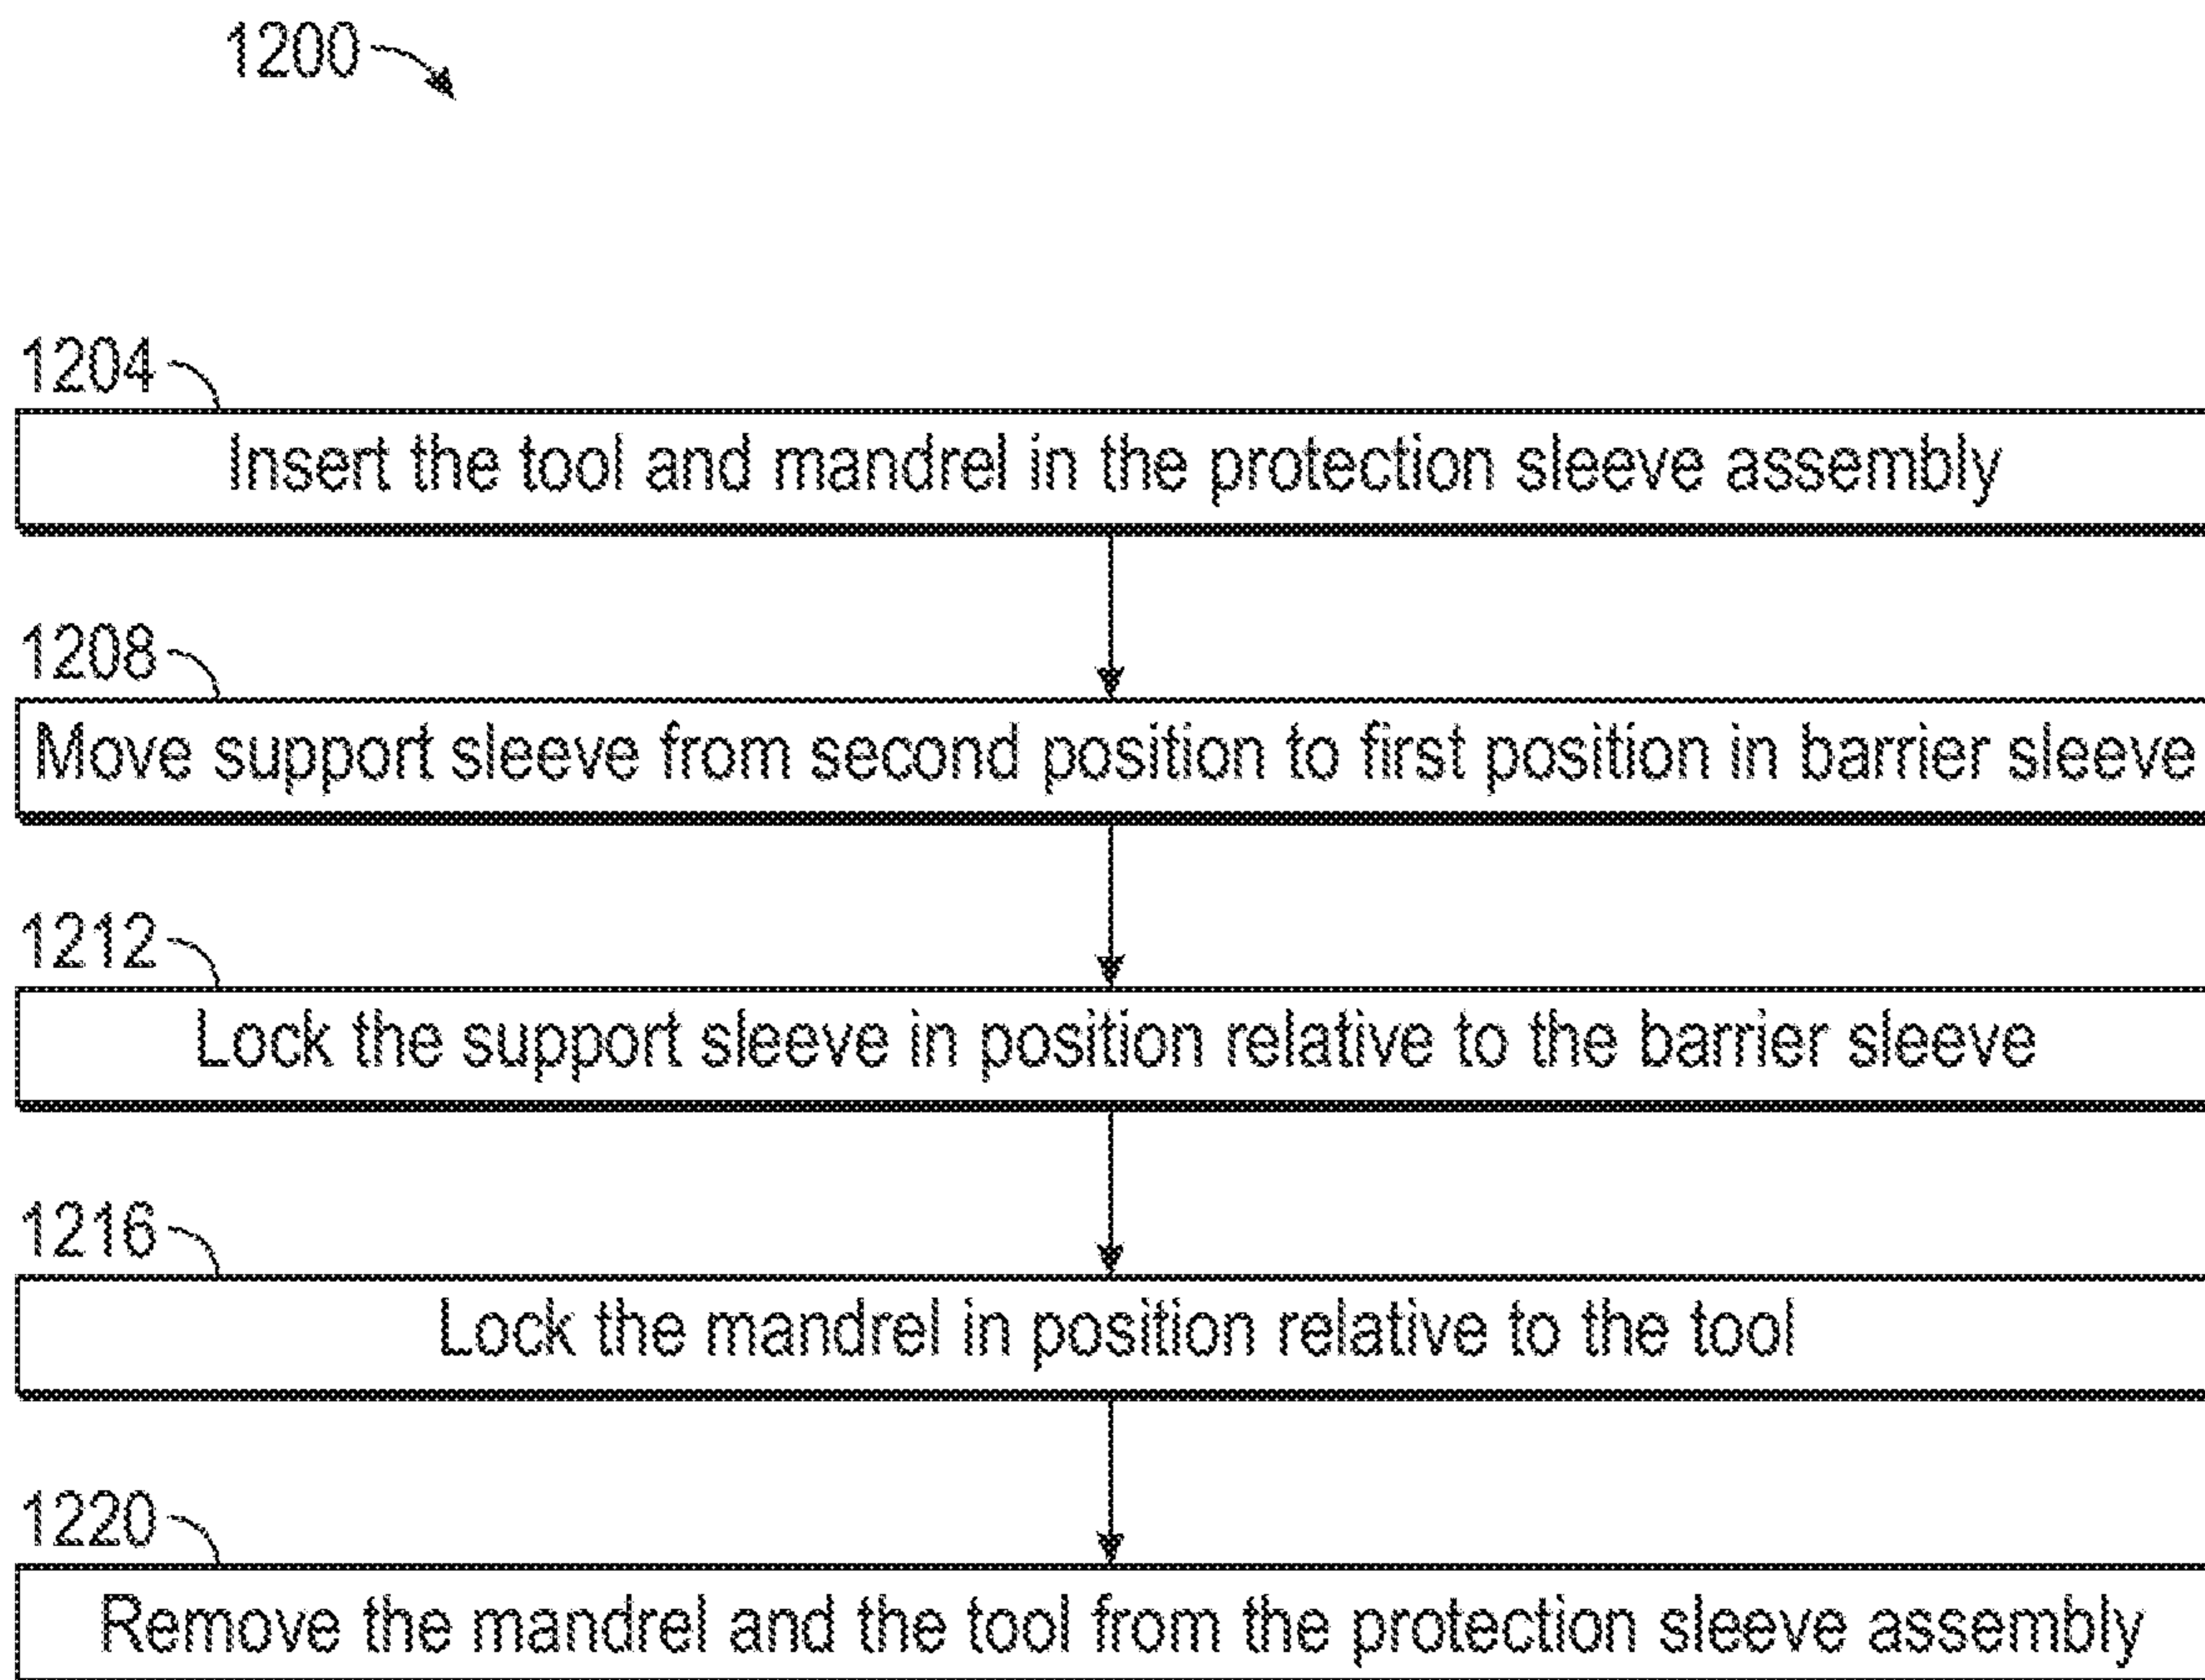 1200
1204
Insert the tool and mandrel in the protection sleeve assembly
1208
Move support sleeve from second position to first position in barrier sleeve
1212
Lock the support sleeve in position relative to the barrier sleeve
1216
Lock the mandrel in position relative to the tool
1220
Remove the mandrel and the tool from the protection sleeve assembly